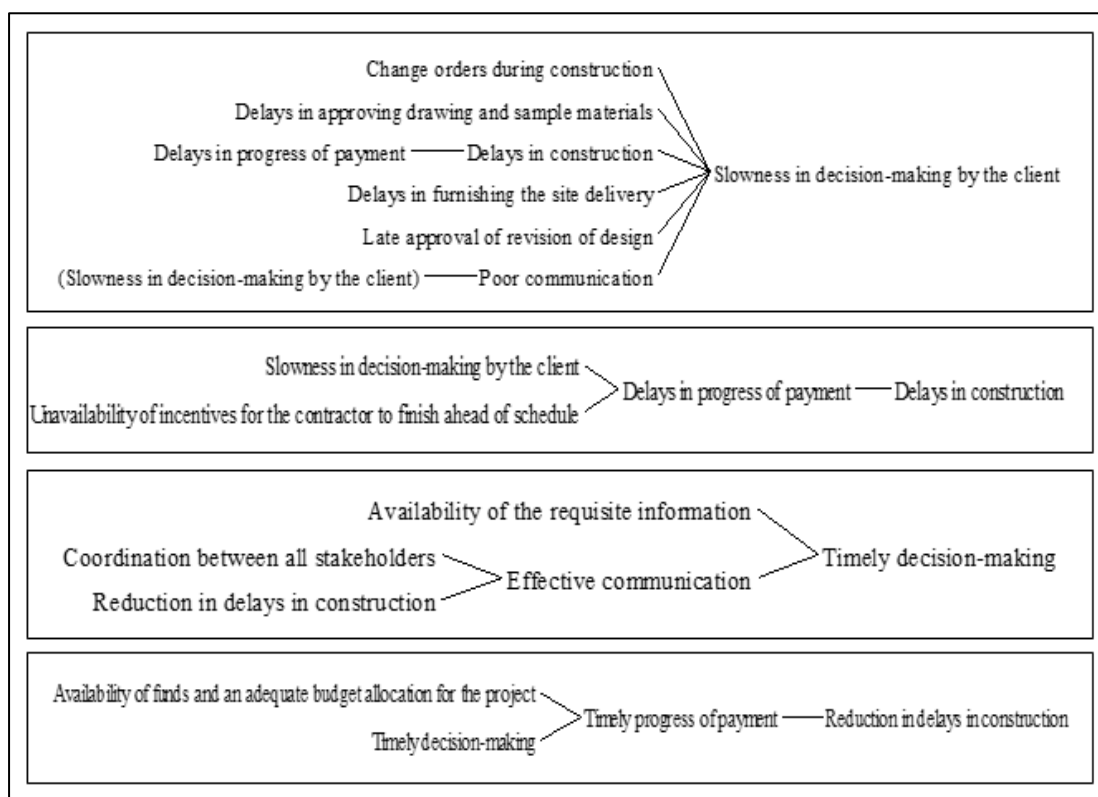 Change orders during construction
Delays in approving drawing and sample materials
Delays in progress of payment
Delays in construction
Slowness in decision-making by the client
Delays in furnishing the site delivery
Late approval of revision of design
(Slowness in decision-making by the client)
Poor communication
Slowness in decision-making by the client
Unavailability of incentives for the contractor to finish ahead of schedule
Delays in progress of payment
Delays in construction
Availability of the requisite information
Coordination between all stakeholders
Reduction in delays in construction
Effective communication
Timely decision-making
Availability of funds and an adequate budget allocation for the project
Timely decision-making
Timely progress of payment
Reduction in delays in construction